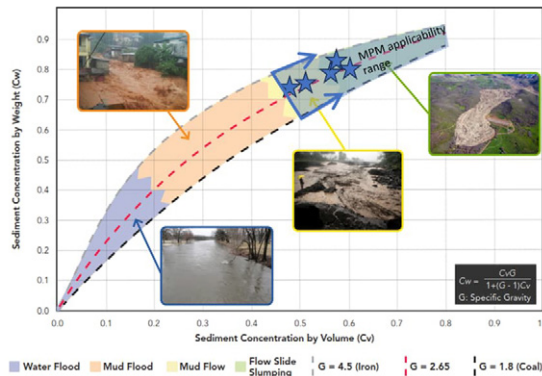 Sediment Concentration by Weight (Cw)
0.9
0.8
0.7
0.6
0.5
0.4
0.3
0.2
0.1
0.0
MPM applicability
range
Cw = CvG
1+(G - 1)Cv
G: Specific Gravity
0.0 0.1 0.2 0.3 0.4 0.5 0.6 0.7 0.8 1
Sediment Concentration by Volume (Cv)
Water Flood
Mud Flood
Mud Flow
Flow Slide
Slumping
G = 4.5 (Iron)
G = 2.65
G = 1.8 (Coal)